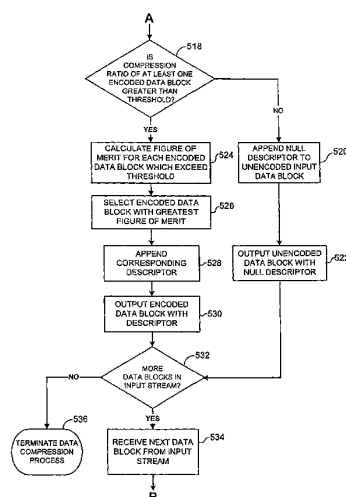 A
518
IS
COMPRESSION
RATIO OF AT LEAST ONE
ENCODED DATA BLOCK
GREATER THAN
THRESHOLD?
NO
YES
CALCULATE FIGURE OF
MERIT FOR EACH ENCODED
DATA BLOCK WHICH EXCEED
THRESHOLD
524
APPEND NULL
DESCRIPTOR TO
UNENCODED INPUT
DATA BLOCK
520
SELECT ENCODED DATA
BLOCK WITH GREATEST
FIGURE OF MERIT
526
APPEND
CORRESPONDING
DESCRIPTOR
528
OUTPUT UNENCODED
DATA BLOCK WITH
NULL DESCRIPTOR
OUTPUT ENCODED
DATA BLOCK WITH
DESCRIPTOR
530
532
MORE
DATA BLOCKS IN
INPUT STREAM?
NO
YES
536
TERMINATE DATA
COMPRESSION
PROCESS
534
RECEIVE NEXT DATA
BLOCK FROM INPUT
STREAM